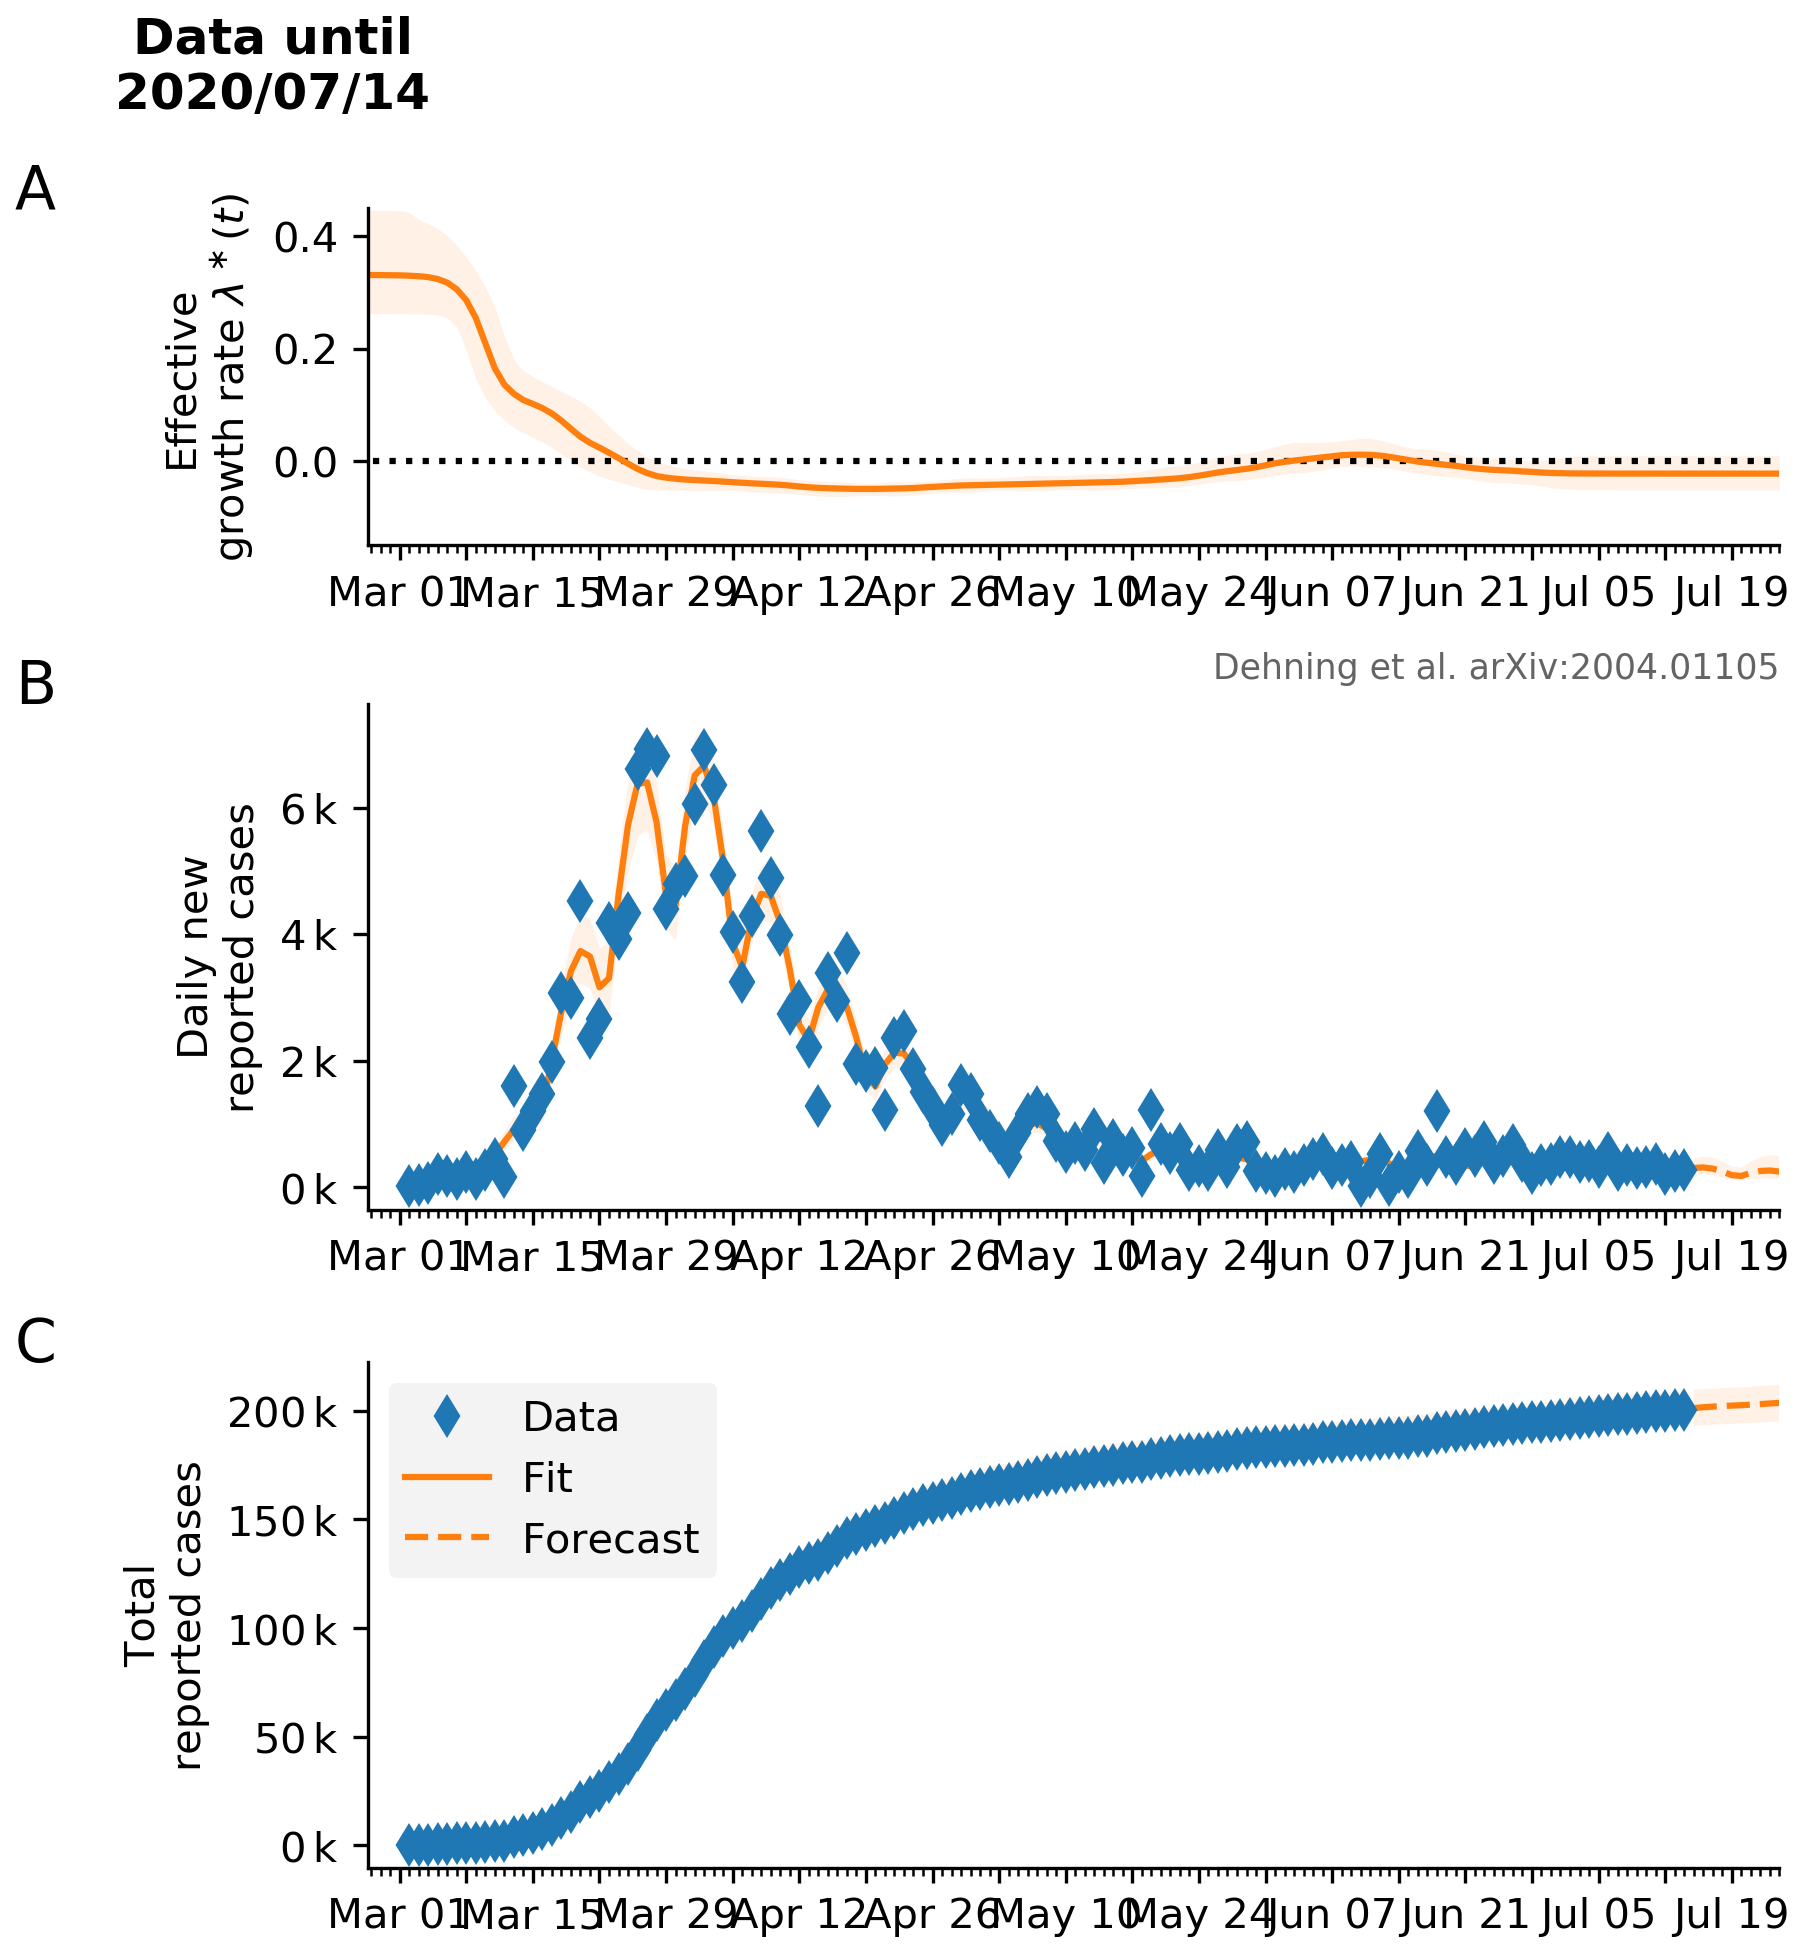 Data until
2020/07/14
A
Effective
growth rate λ * (t)
0.4
0.2
0.0
Mar 01 Mar 15 Mar 29 Apr 12 Apr 26 May 10 May 24 Jun 07 Jun 21 Jul 05 Jul 19
B
Dehning et al. arXiv:2004.01105
Daily new
reported cases
6 k
4 k
2 k
0 k
Mar 01 Mar 15 Mar 29 Apr 12 Apr 26 May 10 May 24 Jun 07 Jun 21 Jul 05 Jul 19
C
Total
reported cases
200 k
150 k
100 k
50 k
0 k
Data
Fit
Forecast
Mar 01 Mar 15 Mar 29 Apr 12 Apr 26 May 10 May 24 Jun 07 Jun 21 Jul 05 Jul 19